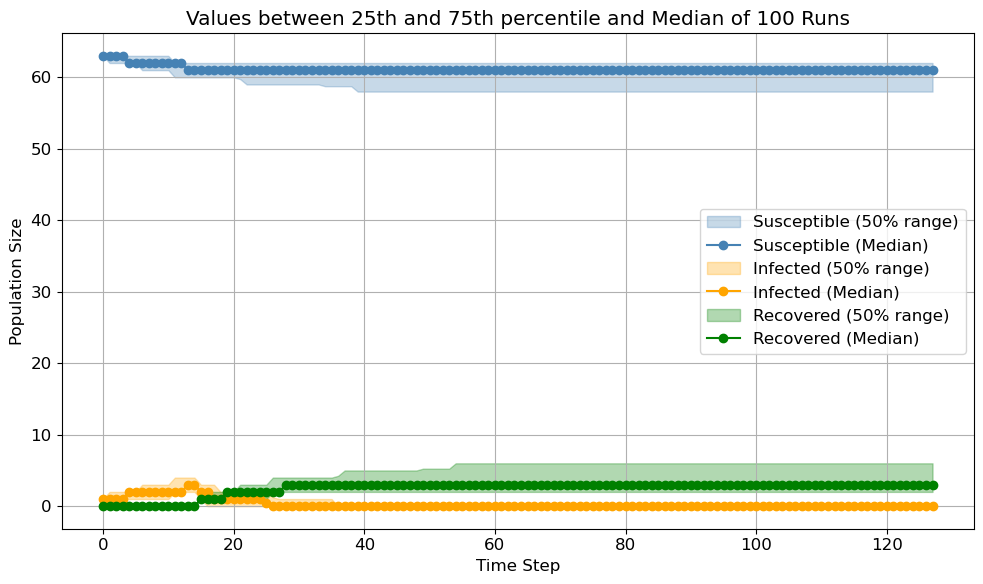 Values between 25th and 75th percentile and Median of 100 Runs
Population Size
60
50
40
30
20
10
0
Susceptible (50% range)
Susceptible (Median)
Infected (50% range)
Infected (Median)
Recovered (50% range)
Recovered (Median)
0 20 40 60 80 100 120
Time Step